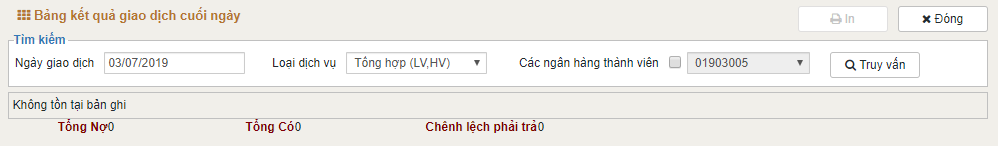 Bảng kết quả giao dịch cuối ngày
In
Đóng
Tìm kiếm
Ngày giao dịch 03/07/2019 Loại dịch vụ Tổng hợp (LV,HV) Các ngân hàng thành viên 01903005 Truy vấn
Không tồn tại bản ghi
Tổng Nợ0 Tổng Có0 Chênh lệch phải trả0